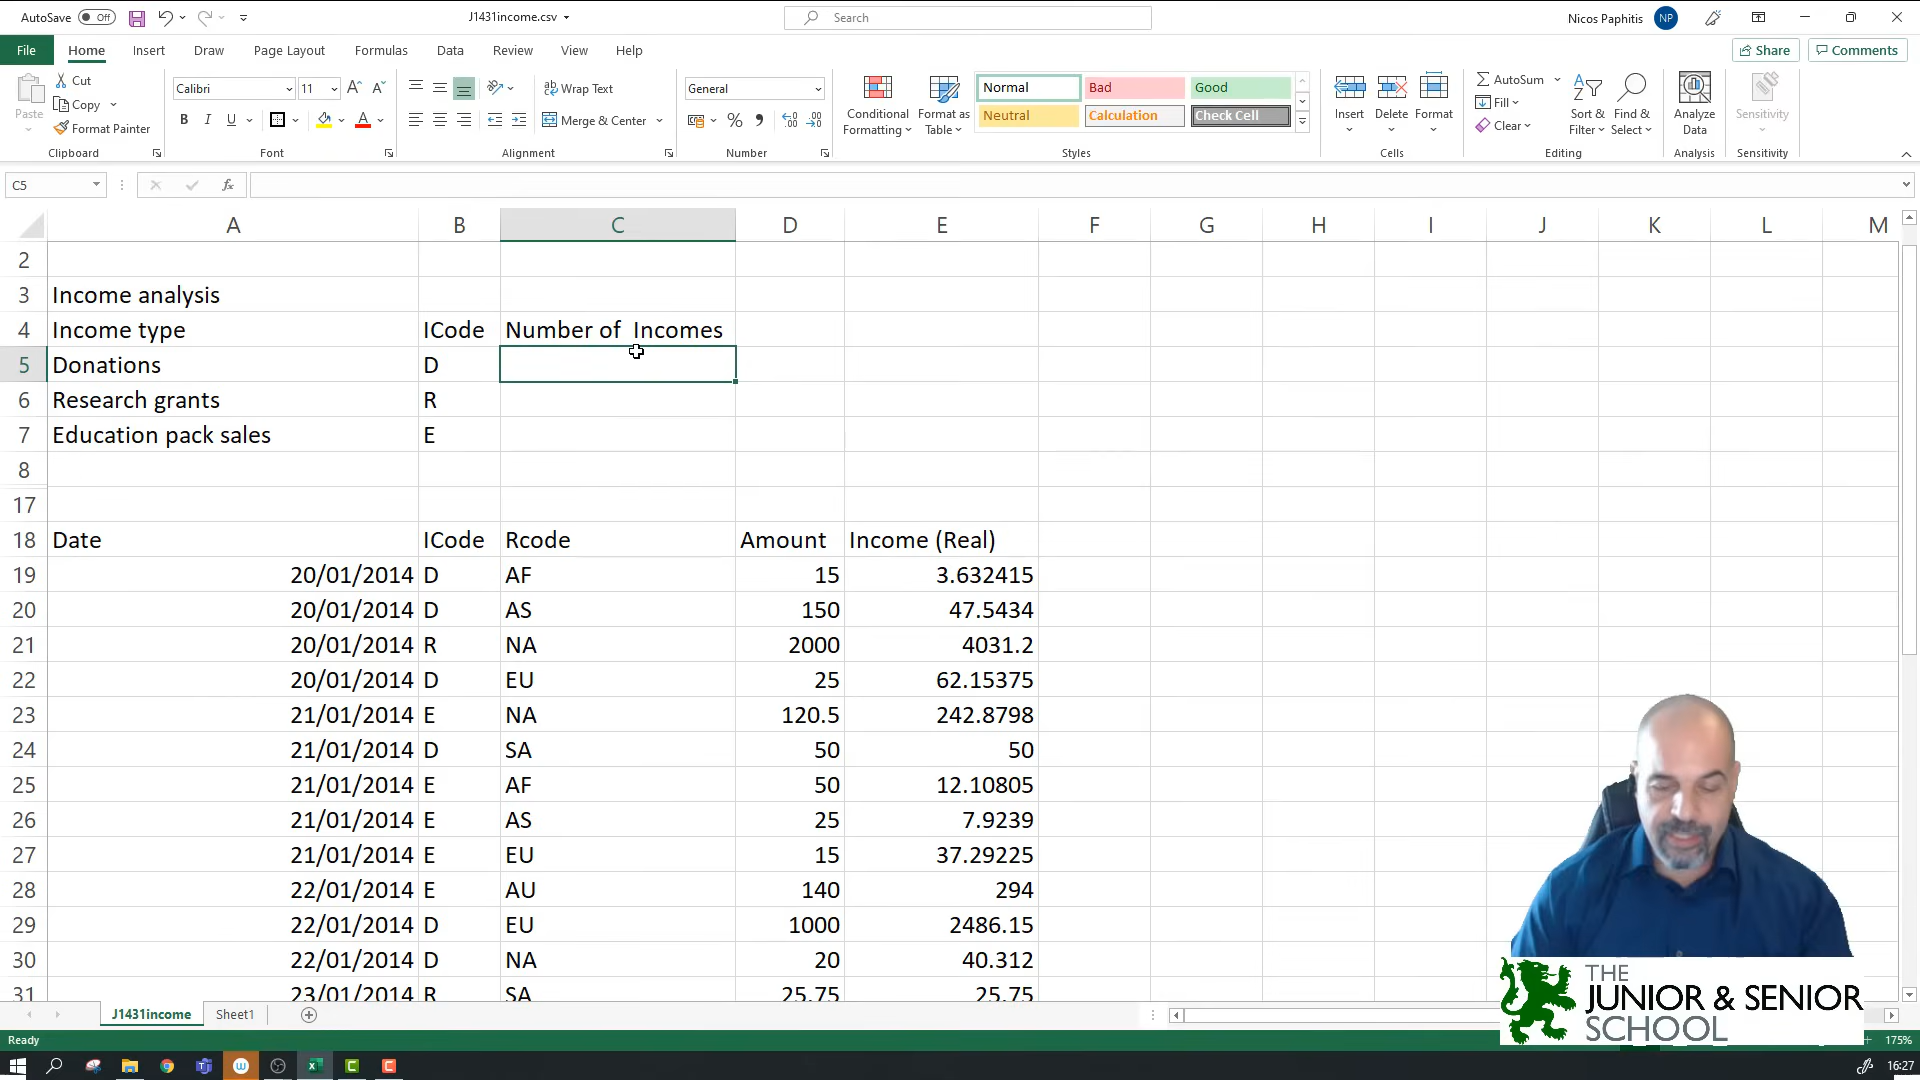 AutoSave Off J1431income.csv Search Nicos Paphitis NP
File Home Insert Draw Page Layout Formulas Data Review View Help Share Comments
Paste Cut Copy Format Painter Clipboard
Calibri 11 B I U Font
Wrap Text Merge & Center Alignment
General Number
Conditional Formatting Format as Table Normal Bad Good Neutral Calculation Check Cell Styles
Insert Delete Format Cells
AutoSum Fill Clear Sort & Filter Find & Select Editing
Analyze Data Analysis Sensitivity Sensitivity
C5 fx
A B C D E F G H I J K L M
2
3 Income analysis
4 Income type ICode Number of  Incomes
5 Donations D
6 Research grants R
7 Education pack sales E
8
17
18 Date ICode Rcode Amount Income (Real)
19 20/01/2014 D AF 15 3.632415
20 20/01/2014 D AS 150 47.5434
21 20/01/2014 R NA 2000 4031.2
22 20/01/2014 D EU 25 62.15375
23 21/01/2014 E NA 120.5 242.8798
24 21/01/2014 D SA 50 50
25 21/01/2014 E AF 50 12.10805
26 21/01/2014 E AS 25 7.9239
27 21/01/2014 E EU 15 37.29225
28 22/01/2014 E AU 140 294
29 22/01/2014 D EU 1000 2486.15
30 22/01/2014 D NA 20 40.312
31 23/01/2014 R SA 25.75 25.75
THE
JUNIOR & SENIOR
SCHOOL
J1431income Sheet1
Ready 175%
16:27